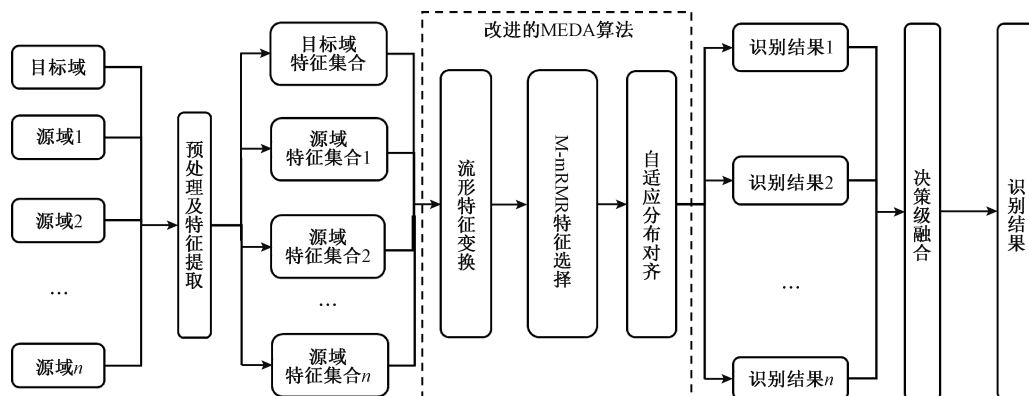 目标域
源域1
源域2
…
源域n
预处理及特征提取
目标域
特征集合
源域
特征集合1
源域
特征集合2
…
源域
特征集合n
改进的MEDA算法
流形特征变换
M-mRMR特征选择
自适应分布对齐
识别结果1
识别结果2
…
识别结果n
决策级融合
识别结果